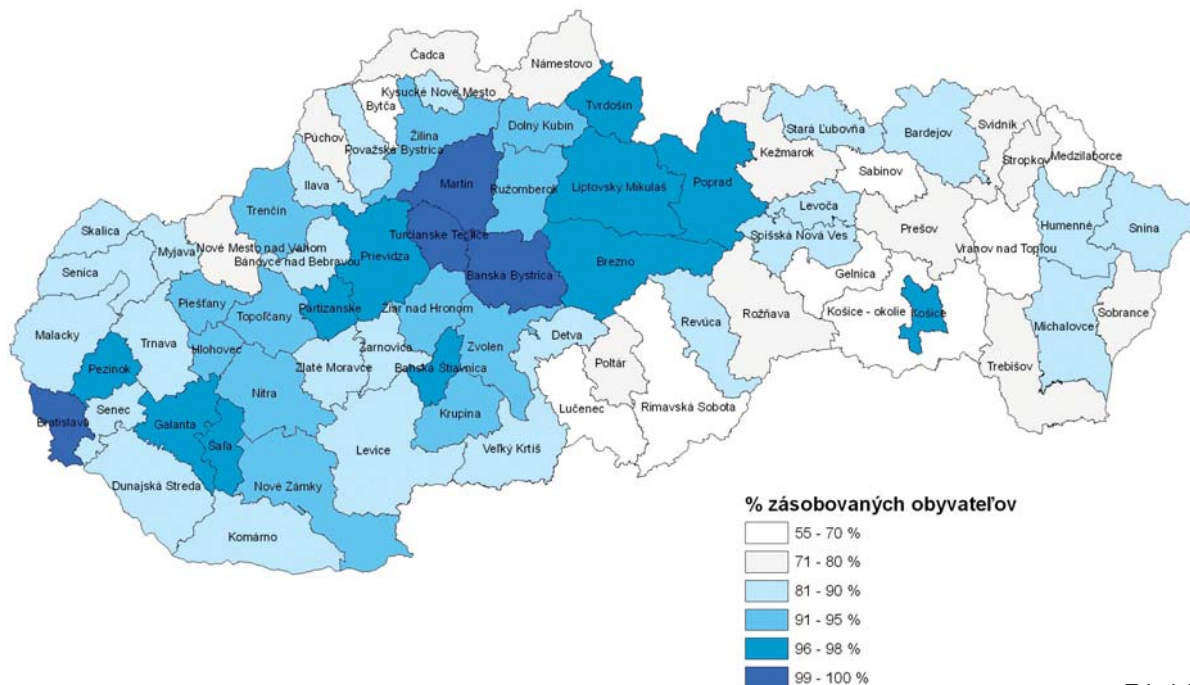 Čadca
Námestovo
Kysucké Nové Mesto
Bytča
Tvrdošín
Púchov
Žilina
Dolný Kubín
Považská Bystrica
Stará Ľubovňa
Bardejov
Svidník
Stropkov
Medzilaborce
Kežmarok
Sabinov
Ilava
Martin
Ružomberok
Liptovsky Mikuláš
Poprad
Levoča
Trenčín
Prešov
Humenné
Snina
Skalica
Myjava
Nové Mesto nad Váhom
Bánovce nad Bebravou
Turčianske Teplice
Prievidza
Spišská Nová Ves
Vranov nad Topľou
Senica
Banska Bystrica
Brezno
Gelnica
Piešťany
Topoľčany
Partizánske
Žiar nad Hronom
Revúca
Rožňava
Košice - okolie
Košice
Michalovce
Sobrance
Malacky
Trnava
Hlohovec
Zlaté Moravce
Žarnovica
Zvolen
Detva
Poltár
Pezinok
Banská Štiavnica
Trebišov
Nitra
Bratislava
Senec
Galanta
Šaľa
Krupina
Lučenec
Rimavská Sobota
Levice
Veľký Krtíš
Dunajská Streda
Nové Zámky
Komárno
% zásobovaných obyvateľov
55 - 70 %
71 - 80 %
81 - 90 %
91 - 95 %
96 - 98 %
99 - 100 %